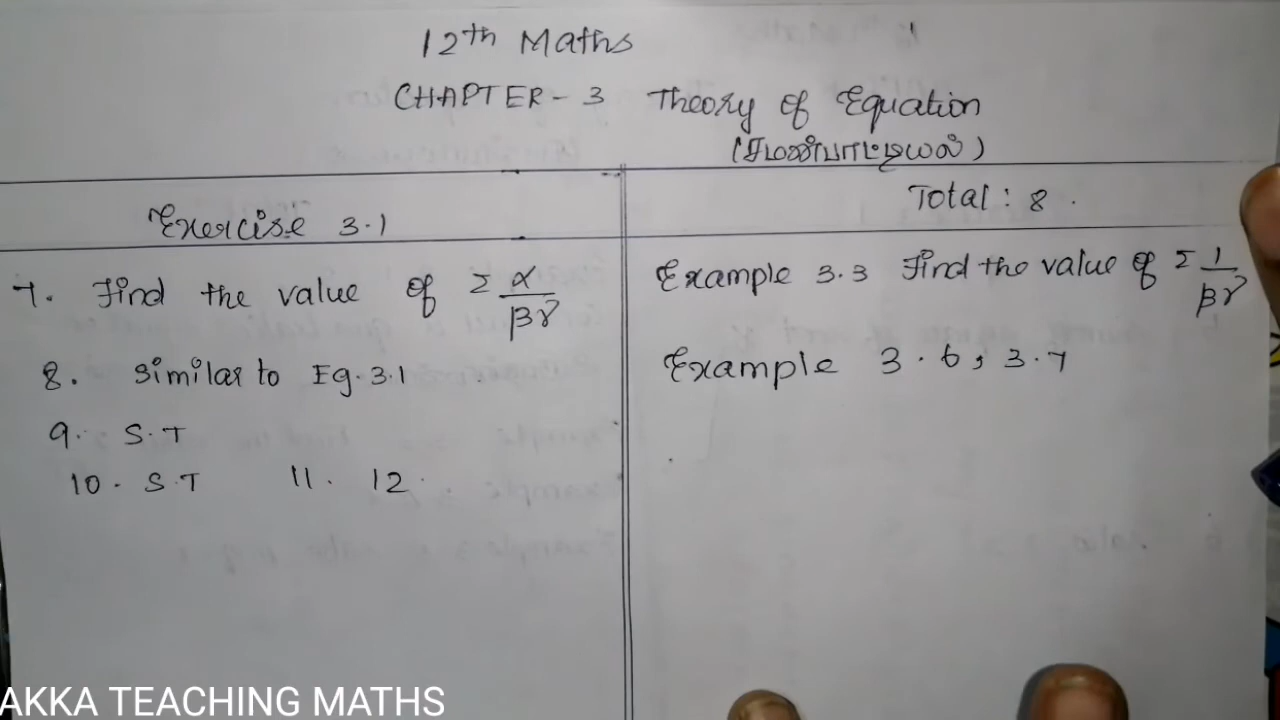 12th Maths
CHAPTER - 3 Theory of Equation
(சமன்பாட்டியல்)
Exercise 3.1
7. Find the value of Σ α/βγ
8. Similar to Eg. 3.1
9. S.T
10. S.T 11. 12.
Total : 8.
Example 3.3 Find the value of Σ 1/βγ
Example 3.6, 3.7
AKKA TEACHING MATHS